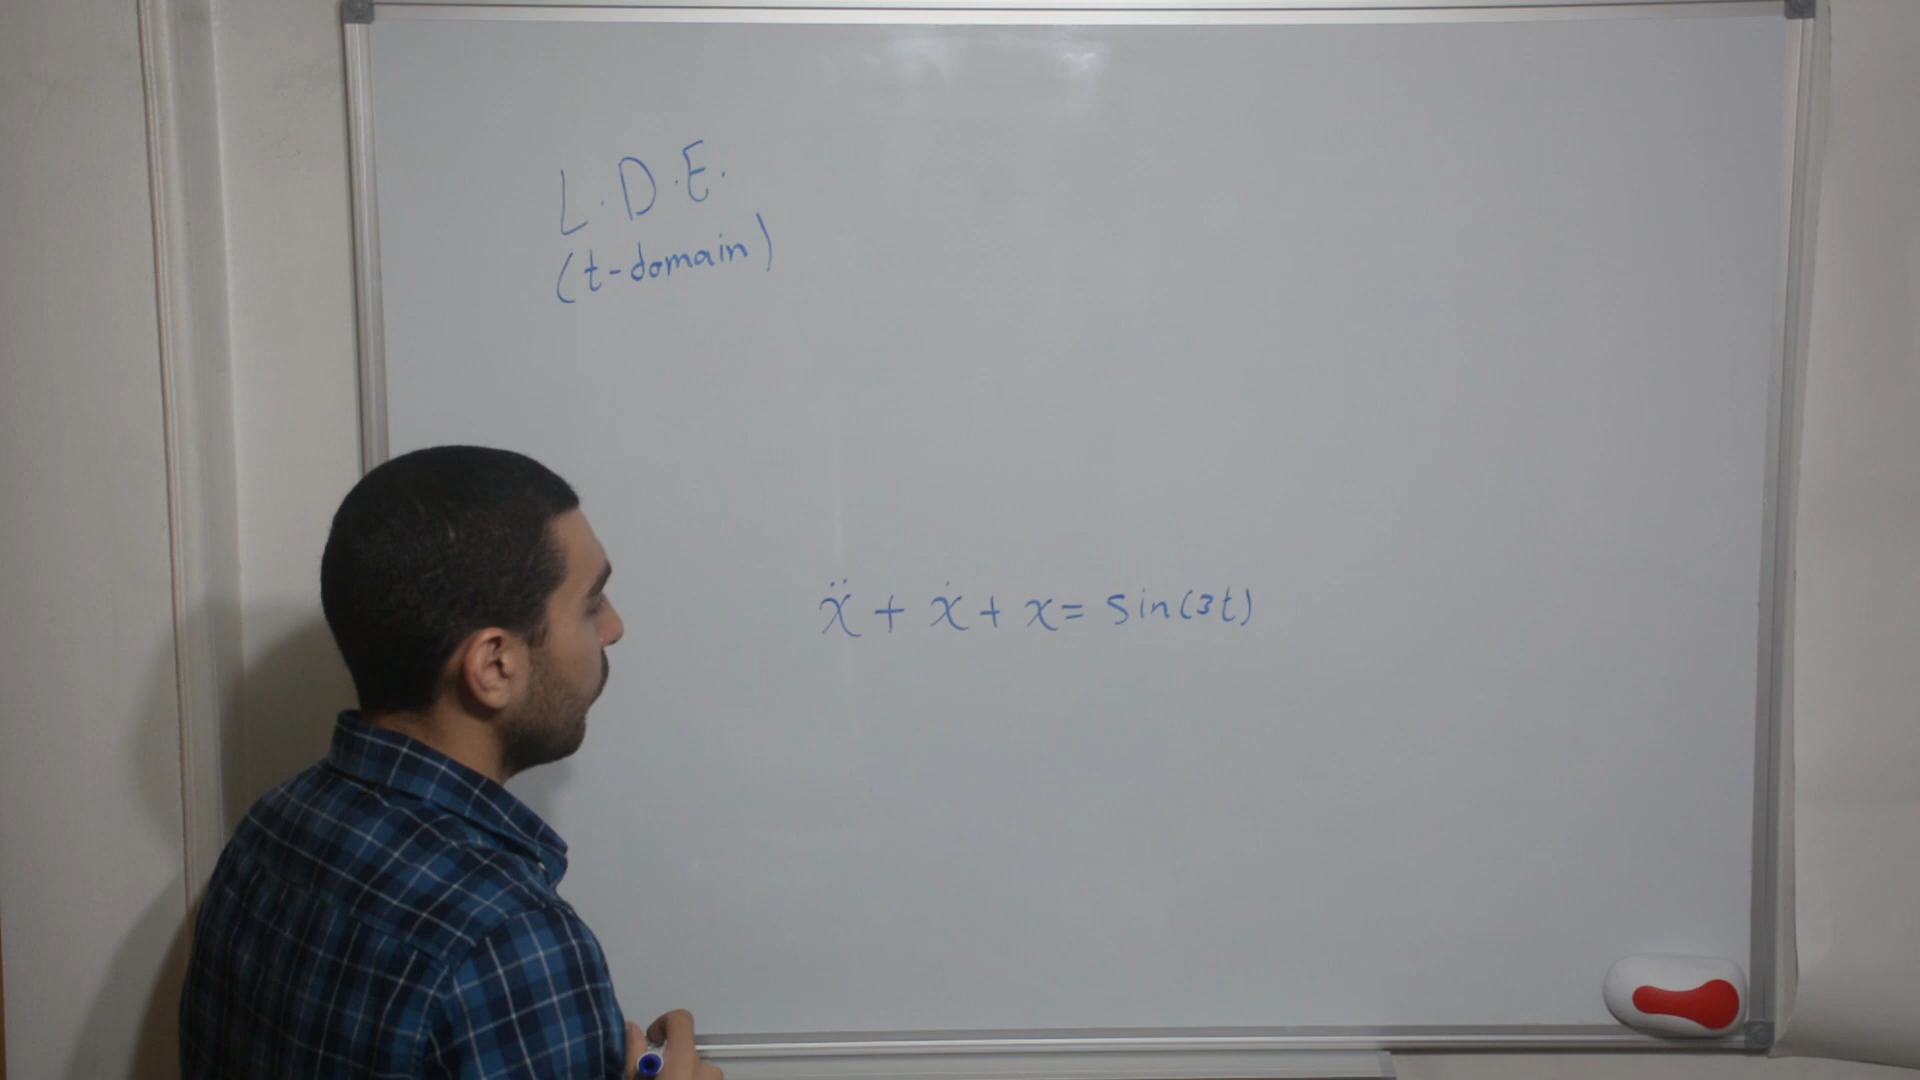 L.D.E.
(t-domain)
ẍ + ẋ + x = sin(3t)